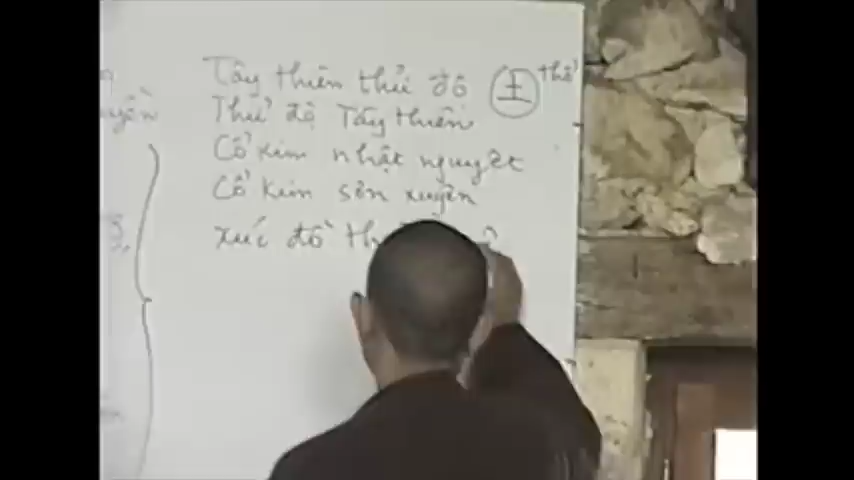 Tây thiên thử độ 土 thổ
Thử độ Tây thiên
Cổ kim nhật nguyệt
uyền
Cổ kim sơn xuyên
xúc đồ